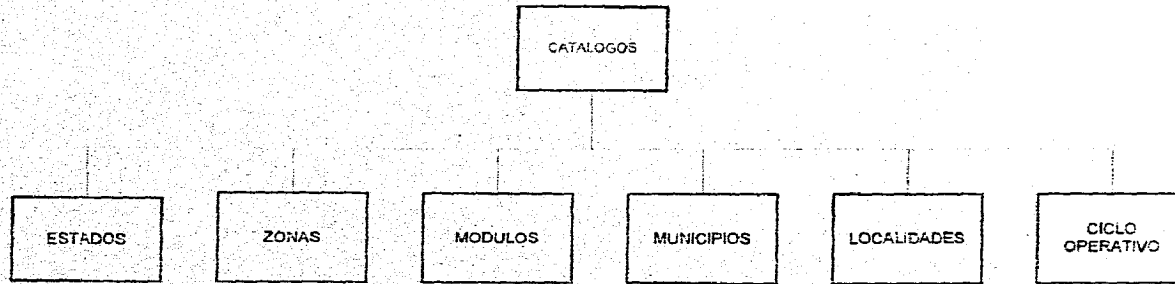 CATALOGOS
ESTADOS
ZONAS
MODULOS
MUNICIPIOS
LOCALIDADES
CICLO
OPERATIVO